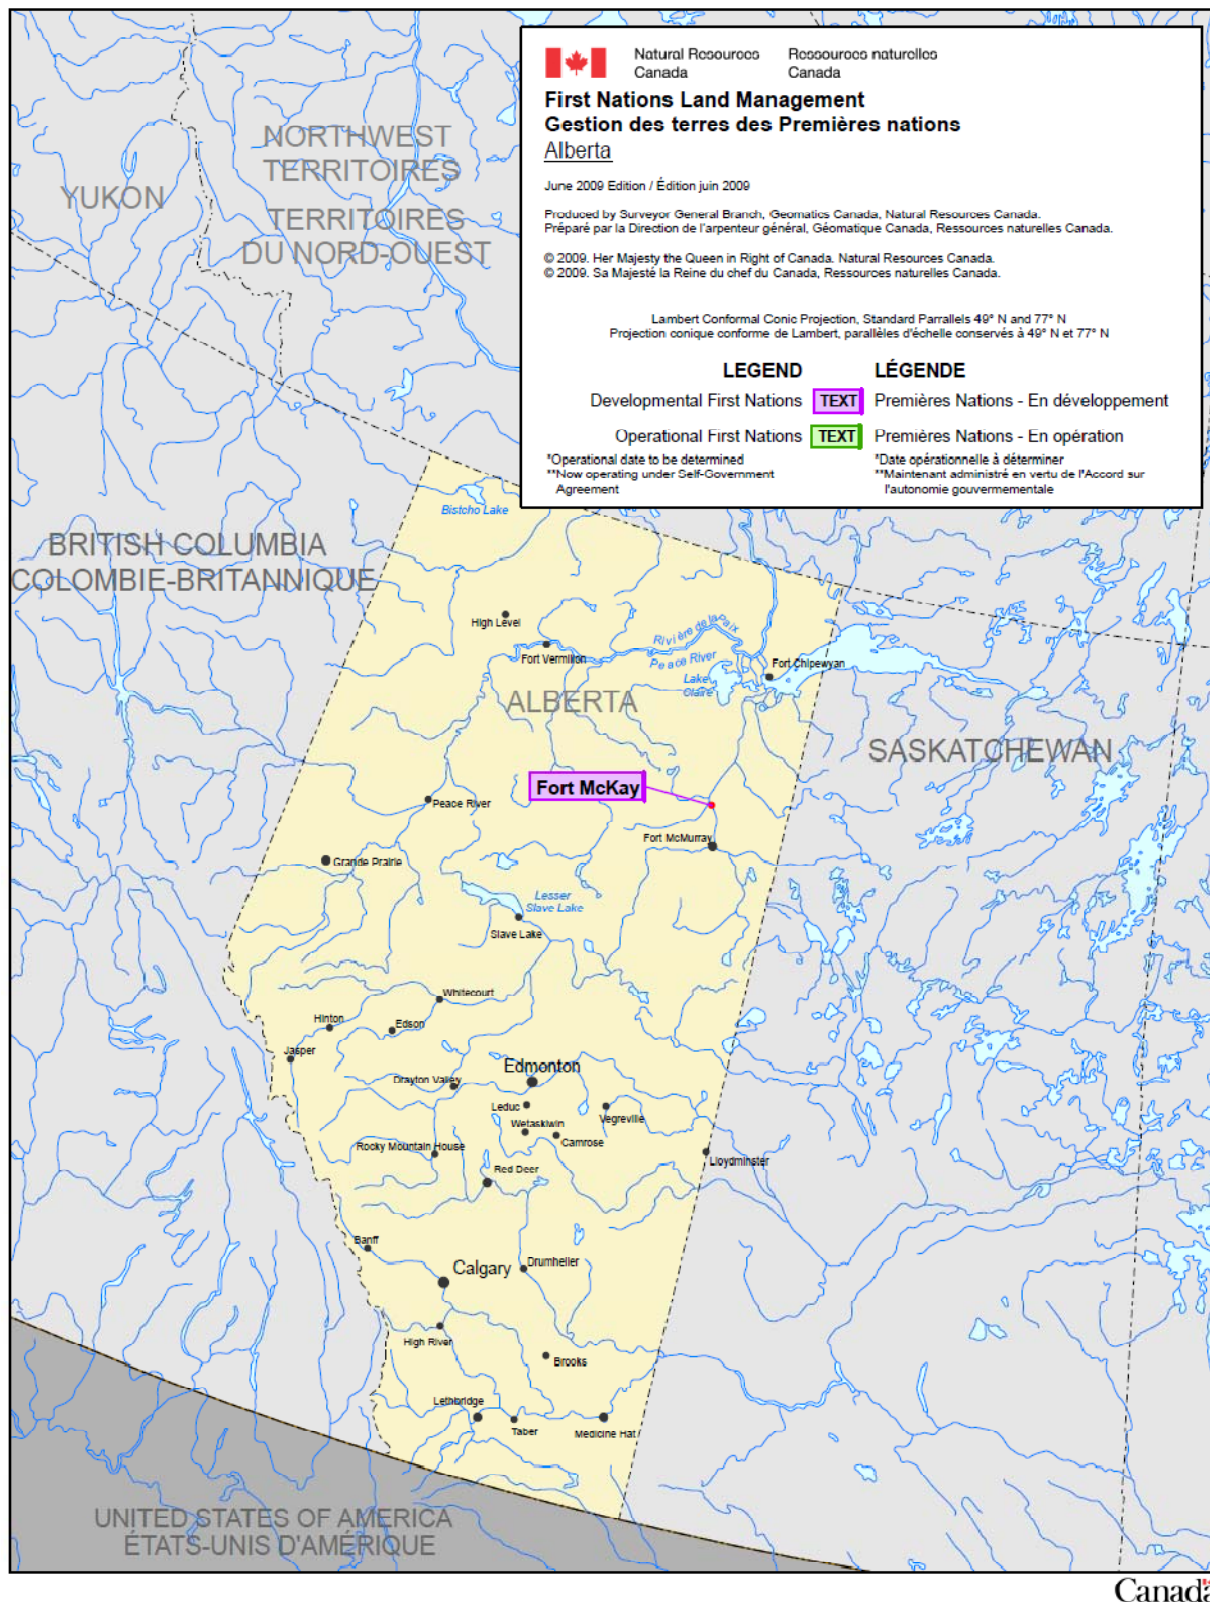 Natural Resources
Canada
Ressources naturelles
Canada
First Nations Land Management
Gestion des terres des Premières nations
Alberta
June 2009 Edition / Édition juin 2009
Produced by Surveyor General Branch, Geomatics Canada, Natural Resources Canada.
Préparé par la Direction de l'arpenteur général, Géomatique Canada, Ressources naturelles Canada.
© 2009. Her Majesty the Queen in Right of Canada. Natural Resources Canada.
© 2009. Sa Majesté la Reine du chef du Canada, Ressources naturelles Canada.
Lambert Conformal Conic Projection, Standard Parrallels 49° N and 77° N
Projection conique conforme de Lambert, parallèles d'échelle conservés à 49° N et 77° N
LEGEND
LÉGENDE
Developmental First Nations
TEXT
Premières Nations - En développement
Operational First Nations
TEXT
Premières Nations - En opération
*Operational date to be determined
**Now operating under Self-Government
Agreement
*Date opérationnelle à déterminer
**Maintenant administré en vertu de l'Accord sur
l'autonomie gouvermementale
YUKON
NORTHWEST
TERRITOIRES
TERRITOIRES
DU NORD-OUEST
BRITISH COLUMBIA
COLOMBIE-BRITANNIQUE
Bistcho Lake
High Level
Fort Vermilion
Rivière de la Paix
Peace River
Lake
Claire
Fort Chipewyan
ALBERTA
SASKATCHEWAN
Fort McKay
Peace River
Fort McMurray
Grande Prairie
Lesser
Slave Lake
Slave Lake
Whitecourt
Hinton
Edson
Jasper
Edmonton
Drayton Valley
Leduc
Vegreville
Wetaskiwin
Camrose
Rocky Mountain House
Lloydminster
Red Deer
Banff
Calgary
Drumheller
High River
Brooks
Lethbridge
Taber
Medicine Hat
UNITED STATES OF AMERICA
ÉTATS-UNIS D'AMÉRIQUE
Canada